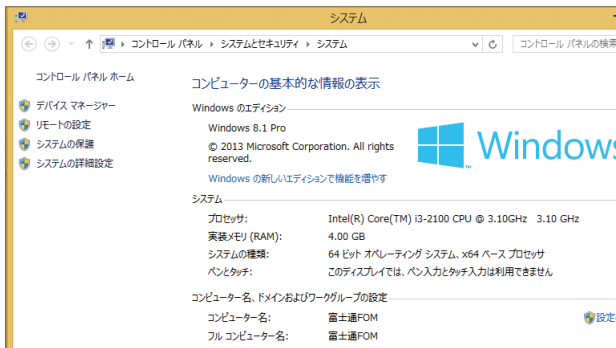 システム
コントロール パネル ▸ システムとセキュリティ ▸ システム
コントロール パネルの検索
コントロール パネル ホーム
デバイス マネージャー
リモートの設定
システムの保護
システムの詳細設定
コンピューターの基本的な情報の表示
Windows のエディション
Windows 8.1 Pro
© 2013 Microsoft Corporation. All rights
reserved.
Windows の新しいエディションで機能を増やす
Windows
システム
プロセッサ: Intel(R) Core(TM) i3-2100 CPU @ 3.10GHz 3.10 GHz
実装メモリ (RAM): 4.00 GB
システムの種類: 64 ビット オペレーティング システム、x64 ベース プロセッサ
ペンとタッチ: このディスプレイでは、ペン入力とタッチ入力は利用できません
コンピューター名、ドメインおよびワークグループの設定
コンピューター名: 富士通FOM
設定
フル コンピューター名: 富士通FOM